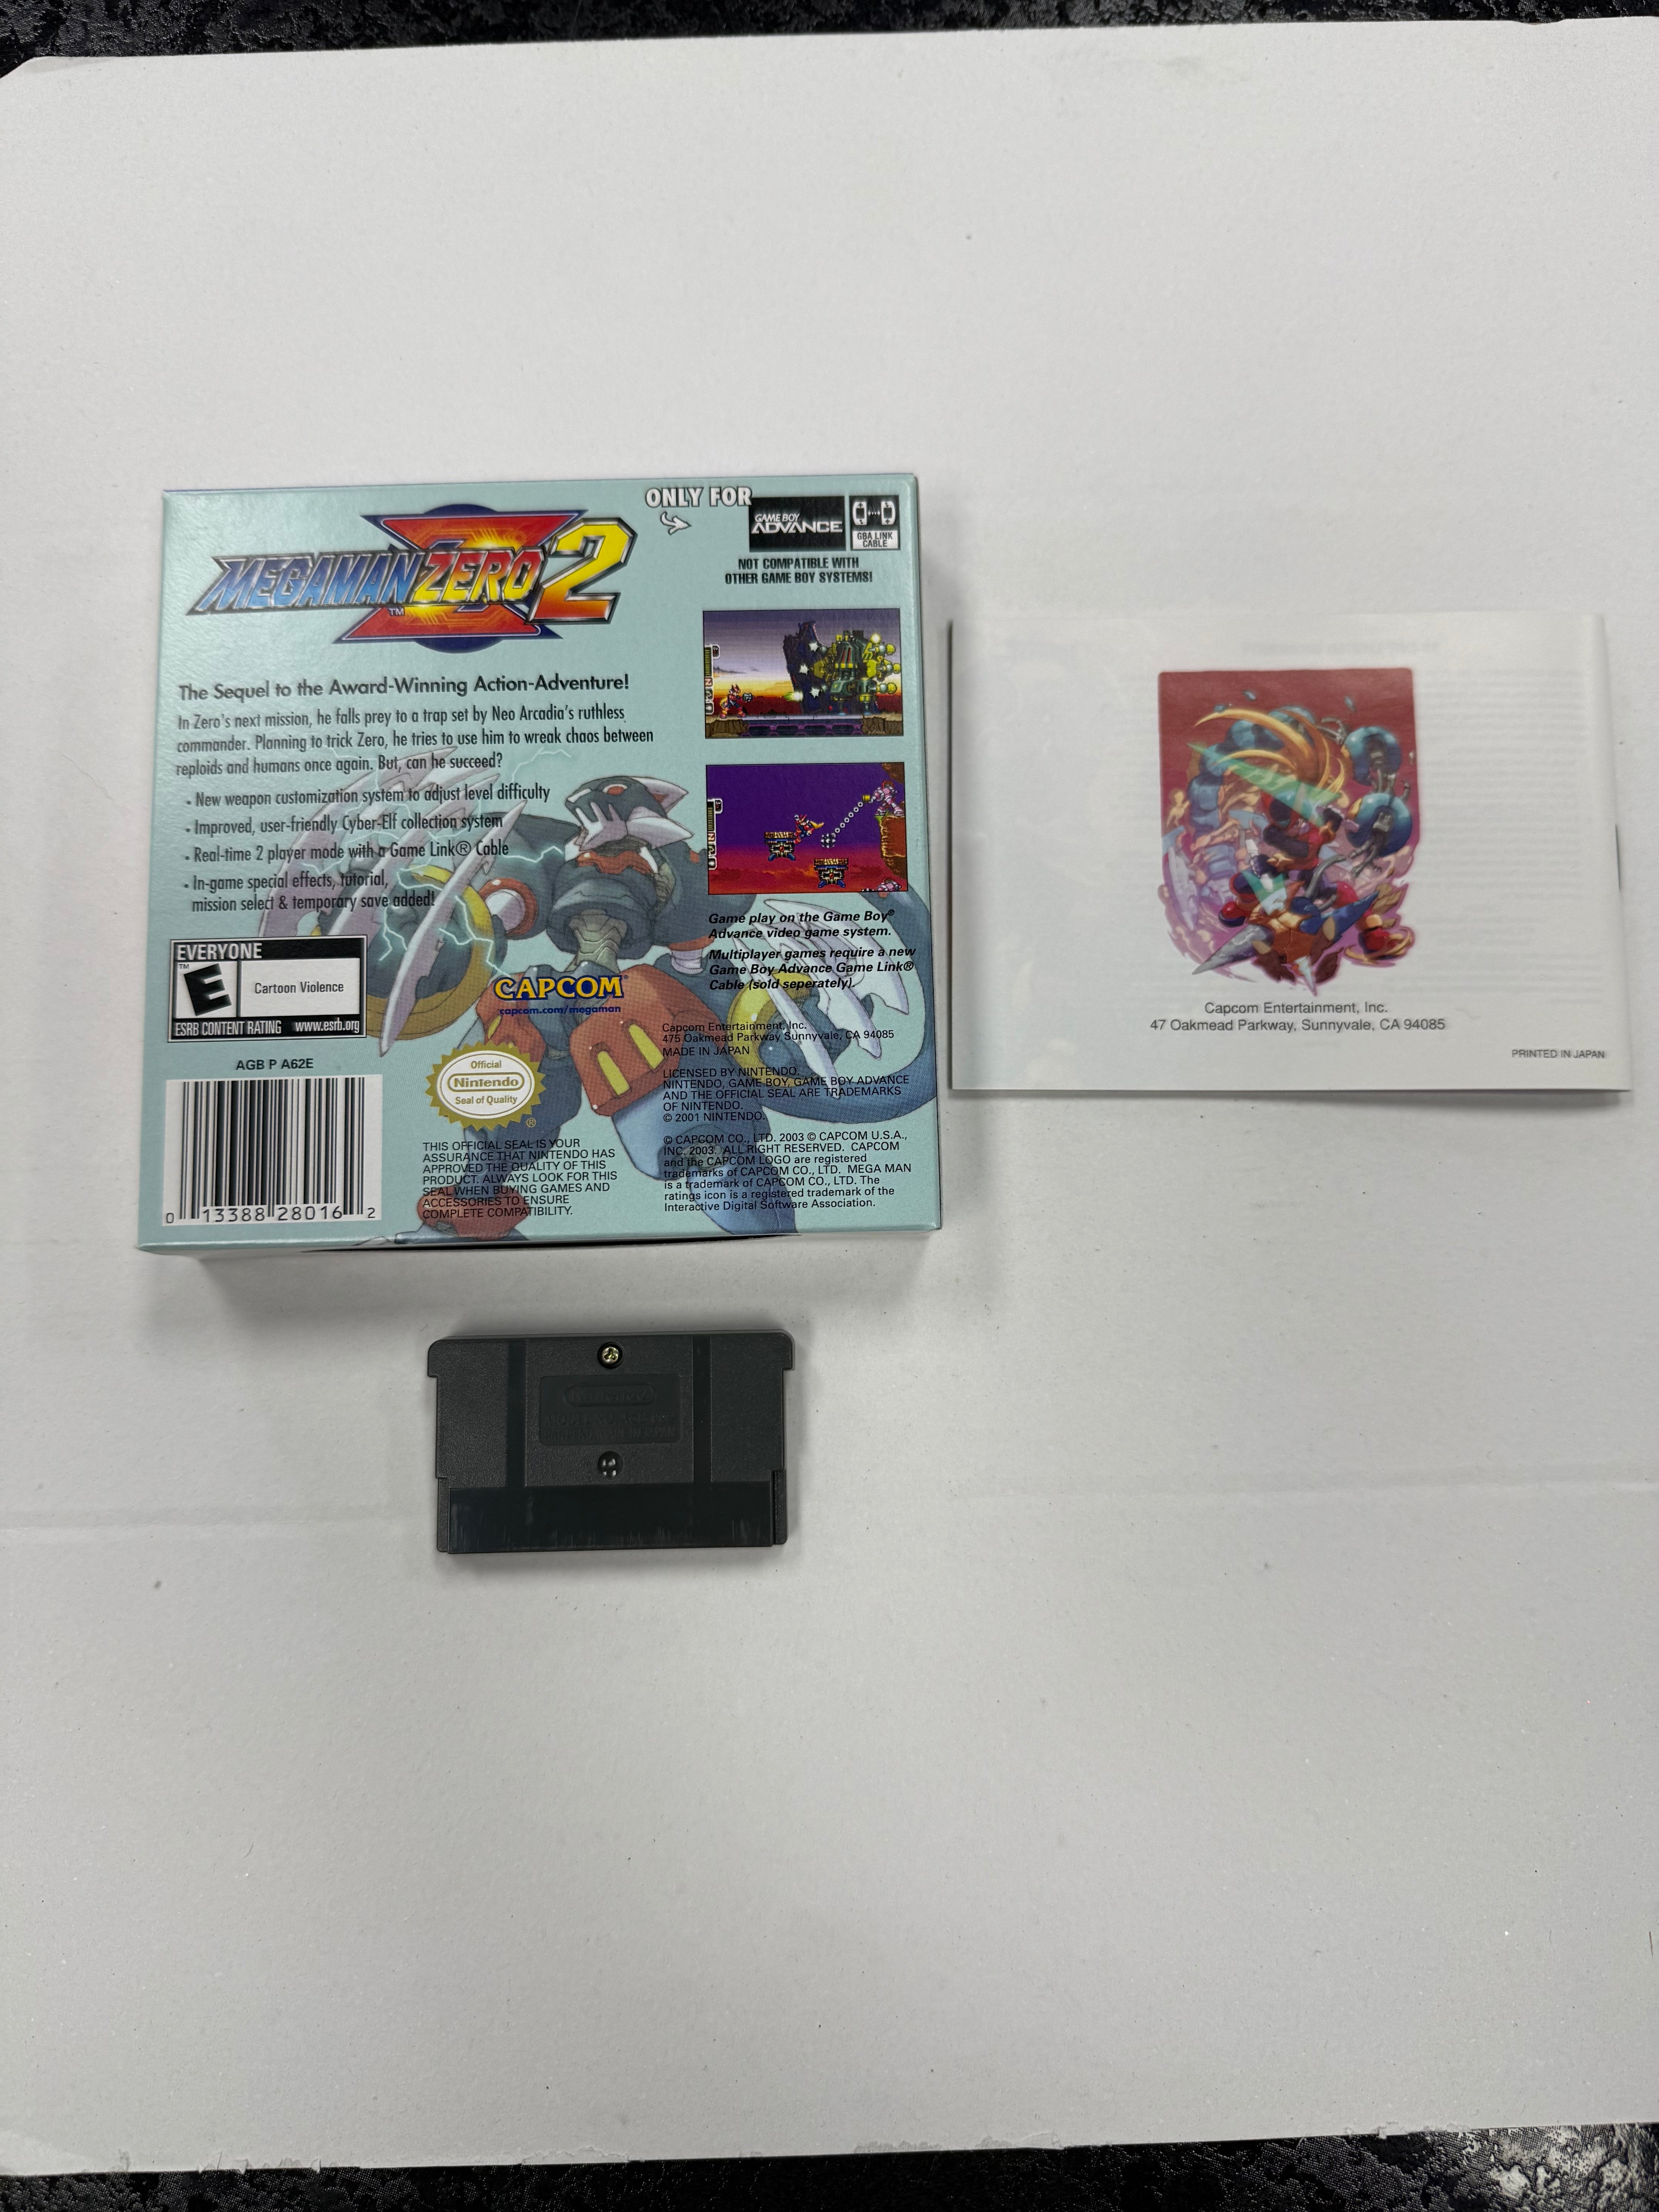 MEGAMAN ZERO 2
TM
ONLY FOR
GAME BOY
ADVANCE
GBA LINK
CABLE
NOT COMPATIBLE WITH
OTHER GAME BOY SYSTEMS!
The Sequel to the Award-Winning Action-Adventure!
In Zero's next mission, he falls prey to a trap set by Neo Arcadia's ruthless
commander. Planning to trick Zero, he tries to use him to wreak chaos between
reploids and humans once again. But, can he succeed?
• New weapon customization system to adjust level difficulty
• Improved, user-friendly Cyber-Elf collection system
• Real-time 2 player mode with a Game Link® Cable
• In-game special effects, tutorial,
mission select & temporary save added!
Game play on the Game Boy®
Advance video game system.
Multiplayer games require a new
Game Boy Advance Game Link®
Cable (sold seperately).
EVERYONE
TM
E
Cartoon Violence
ESRB CONTENT RATING www.esrb.org
CAPCOM®
capcom.com/megaman
Capcom Entertainment, Inc.
475 Oakmead Parkway Sunnyvale, CA 94085
MADE IN JAPAN
LICENSED BY NINTENDO.
NINTENDO, GAME BOY, GAME BOY ADVANCE
AND THE OFFICIAL SEAL ARE TRADEMARKS
OF NINTENDO.
© 2001 NINTENDO.
© CAPCOM CO., LTD. 2003 © CAPCOM U.S.A.,
INC. 2003. ALL RIGHT RESERVED. CAPCOM
and the CAPCOM LOGO are registered
trademarks of CAPCOM CO., LTD. MEGA MAN
is a trademark of CAPCOM CO., LTD. The
ratings icon is a registered trademark of the
Interactive Digital Software Association.
AGB P A62E
0 13388 28016 2
Official
Nintendo
Seal of Quality
®
THIS OFFICIAL SEAL IS YOUR
ASSURANCE THAT NINTENDO HAS
APPROVED THE QUALITY OF THIS
PRODUCT. ALWAYS LOOK FOR THIS
SEAL WHEN BUYING GAMES AND
ACCESSORIES TO ENSURE
COMPLETE COMPATIBILITY.
Capcom Entertainment, Inc.
47 Oakmead Parkway, Sunnyvale, CA 94085
PRINTED IN JAPAN